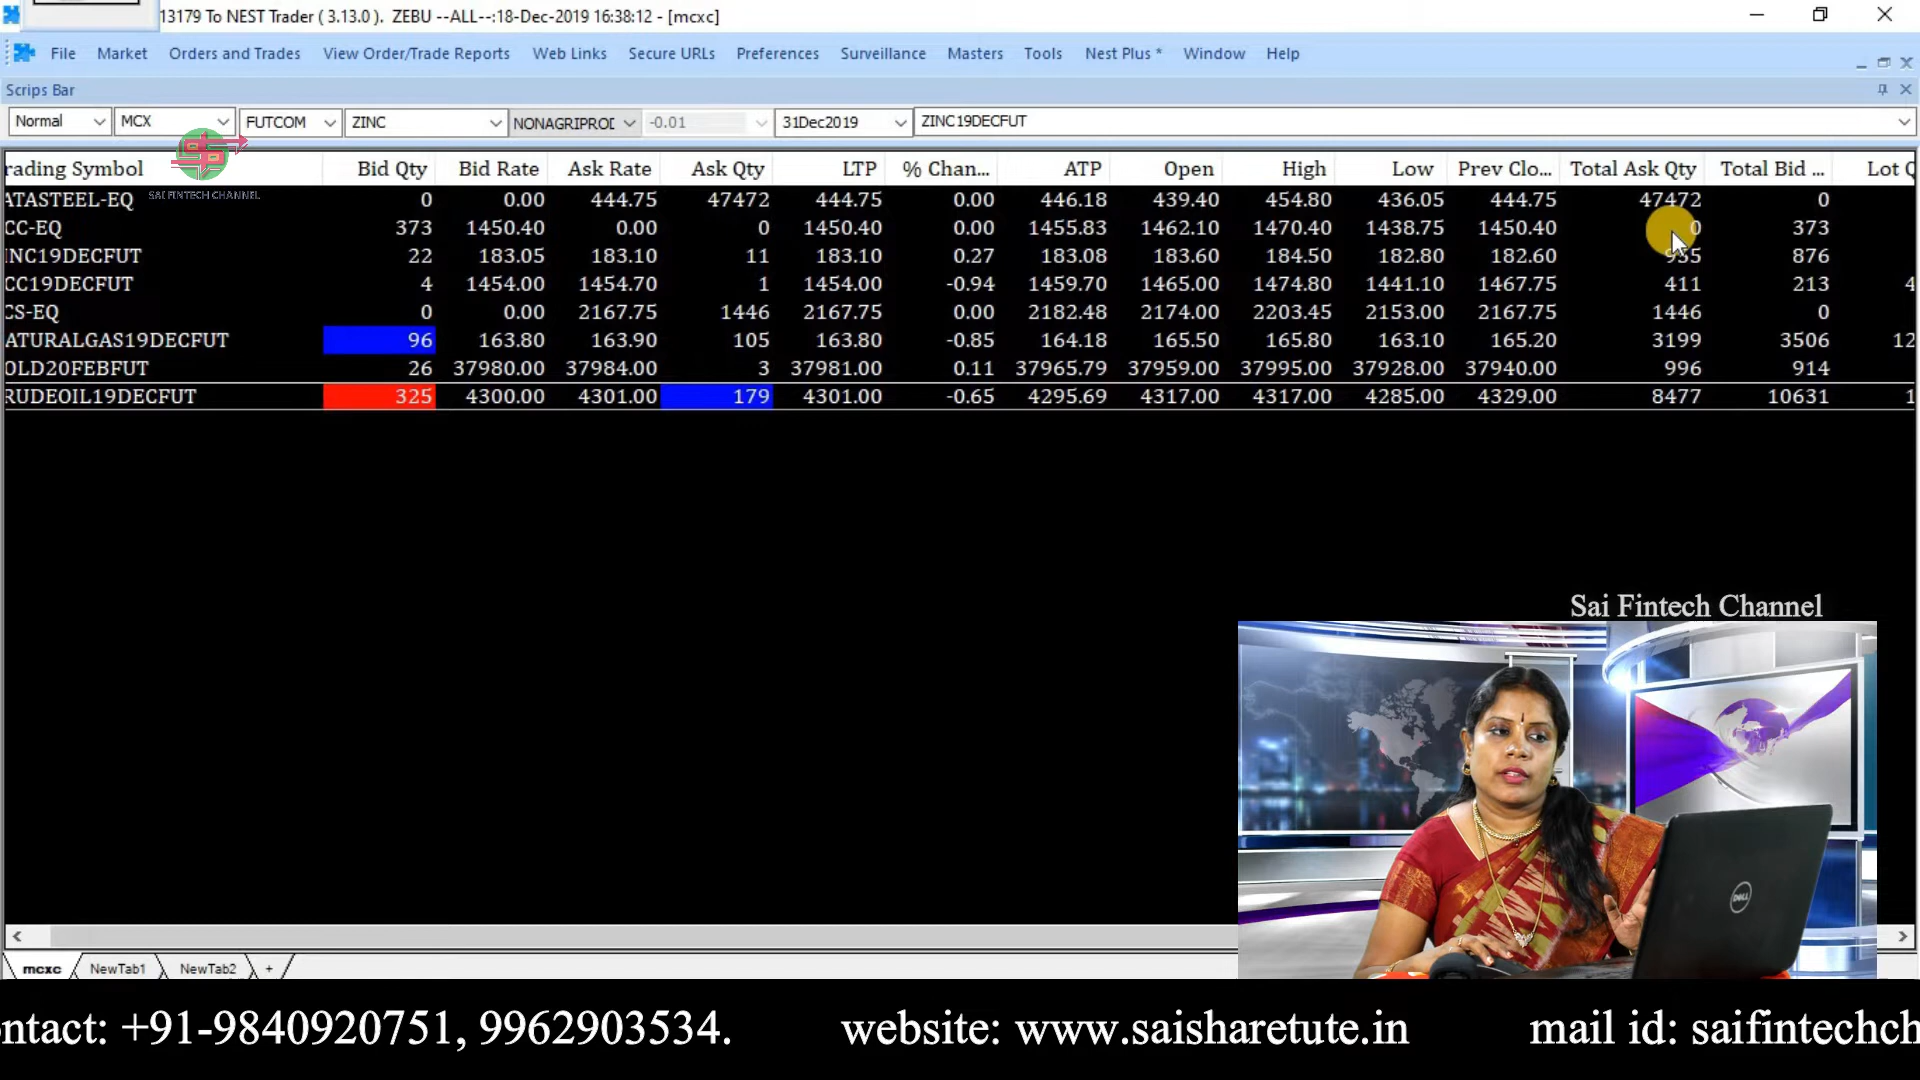 13179 To NEST Trader ( 3.13.0 ). ZEBU --ALL--:18-Dec-2019 16:38:12 - [mcxc]
File Market Orders and Trades View Order/Trade Reports Web Links Secure URLs Preferences Surveillance Masters Tools Nest Plus * Window Help
Scrips Bar
Normal MCX FUTCOM ZINC NONAGRIPROD -0.01 31Dec2019 ZINC19DECFUT
rading Symbol Bid Qty Bid Rate Ask Rate Ask Qty LTP % Chan... ATP Open High Low Prev Clo... Total Ask Qty Total Bid ... Lot Q
ATASTEEL-EQ 0 0.00 444.75 47472 444.75 0.00 446.18 439.40 454.80 436.05 444.75 47472 0
SAI FINTECH CHANNEL
CC-EQ 373 1450.40 0.00 0 1450.40 0.00 1455.83 1462.10 1470.40 1438.75 1450.40 0 373
INC19DECFUT 22 183.05 183.10 11 183.10 0.27 183.08 183.60 184.50 182.80 182.60 935 876
CC19DECFUT 4 1454.00 1454.70 1 1454.00 -0.94 1459.70 1465.00 1474.80 1441.10 1467.75 411 213 4
CS-EQ 0 0.00 2167.75 1446 2167.75 0.00 2182.48 2174.00 2203.45 2153.00 2167.75 1446 0
ATURALGAS19DECFUT 96 163.80 163.90 105 163.80 -0.85 164.18 165.50 165.80 163.10 165.20 3199 3506 12
OLD20FEBFUT 26 37980.00 37984.00 3 37981.00 0.11 37965.79 37959.00 37995.00 37928.00 37940.00 996 914
RUDEOIL19DECFUT 325 4300.00 4301.00 179 4301.00 -0.65 4295.69 4317.00 4317.00 4285.00 4329.00 8477 10631 1
Sai Fintech Channel
DELL
mcxc NewTab1 NewTab2 +
ntact: +91-9840920751, 9962903534. website: www.saisharetute.in mail id: saifintechch